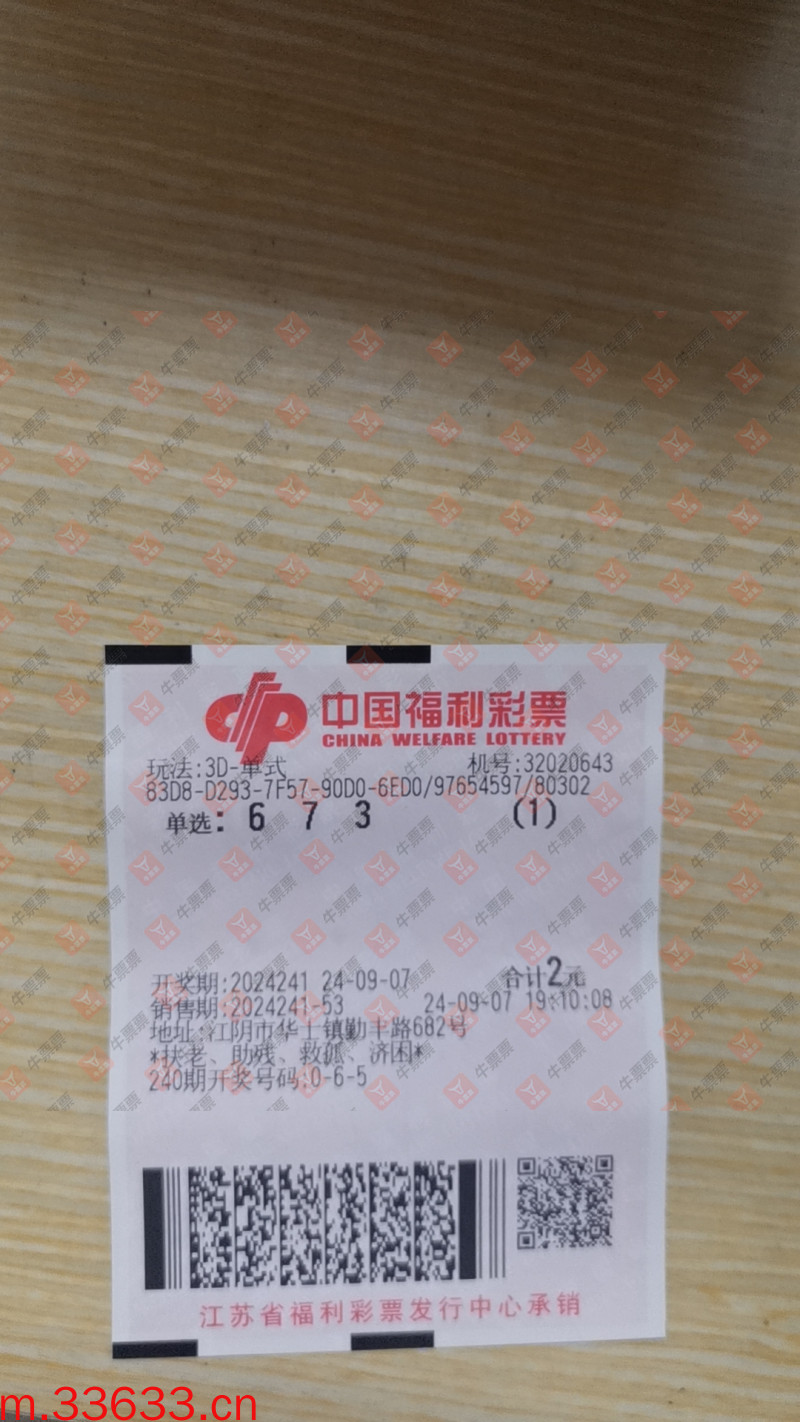 中国福利彩票
CHINA WELFARE LOTTERY
玩法:3D-单式 机号:32020643
83D8-D293-7F57-90D0-6ED0/97654597/80302
单选: 6 7 3 (1)
开奖期:2024241 24-09-07 合计2元
销售期:2024241-53 24-09-07 19:10:08
地址:江阴市华士镇勤丰路682号
*扶老、助残、救孤、济困*
240期开奖号码:0-6-5
江苏省福利彩票发行中心承销
牛票票
m.33633.cn